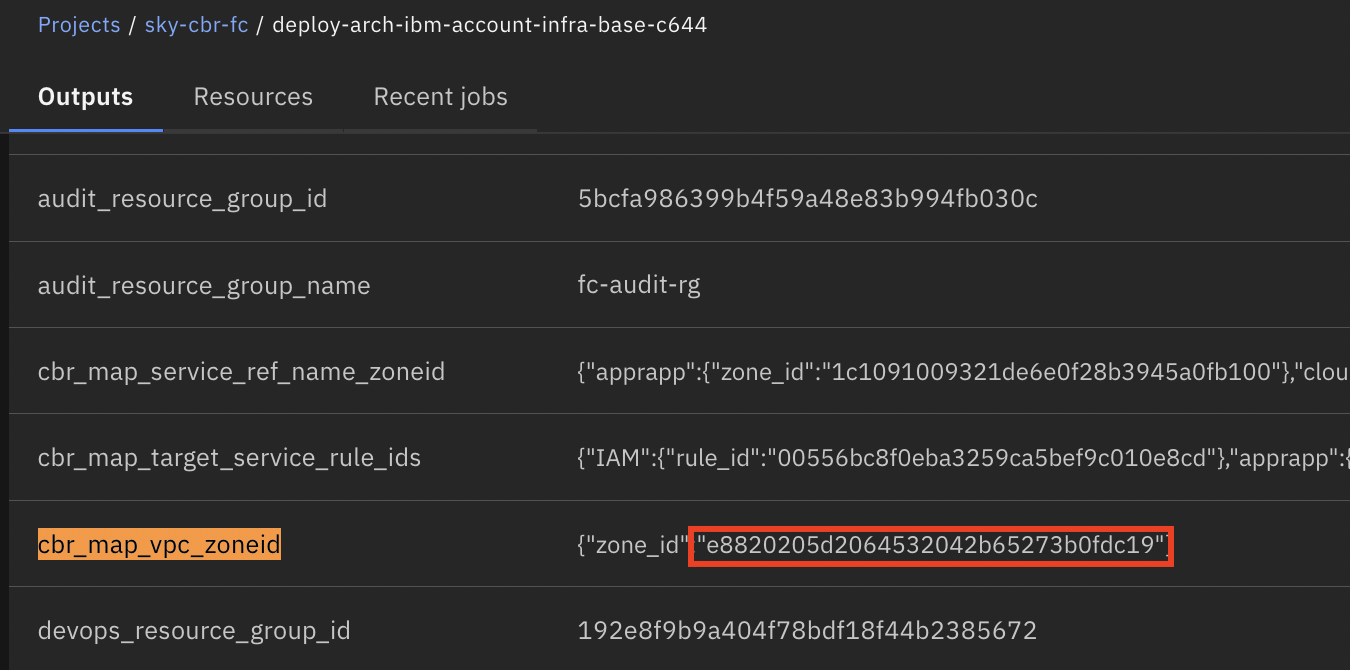 Projects / sky-cbr-fc / deploy-arch-ibm-account-infra-base-c644
Outputs Resources Recent jobs
audit_resource_group_id 5bcfa986399b4f59a48e83b994fb030c
audit_resource_group_name fc-audit-rg
cbr_map_service_ref_name_zoneid {"apprapp":{"zone_id":"1c1091009321de6e0f28b3945a0fb100"},"clou
cbr_map_target_service_rule_ids {"IAM":{"rule_id":"00556bc8f0eba3259ca5bef9c010e8cd"},"apprapp":{
cbr_map_vpc_zoneid {"zone_id":"e8820205d2064532042b65273b0fdc19"}
devops_resource_group_id 192e8f9b9a404f78bdf18f44b2385672